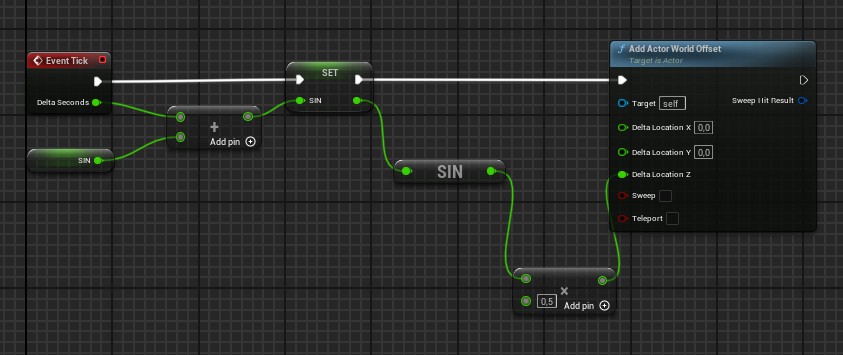 Event Tick
Delta Seconds
SIN
+
Add pin
SET
SIN
SIN
×
0,5
Add pin
f Add Actor World Offset
Target is Actor
Target self
Sweep Hit Result
Delta Location X 0,0
Delta Location Y 0,0
Delta Location Z
Sweep
Teleport